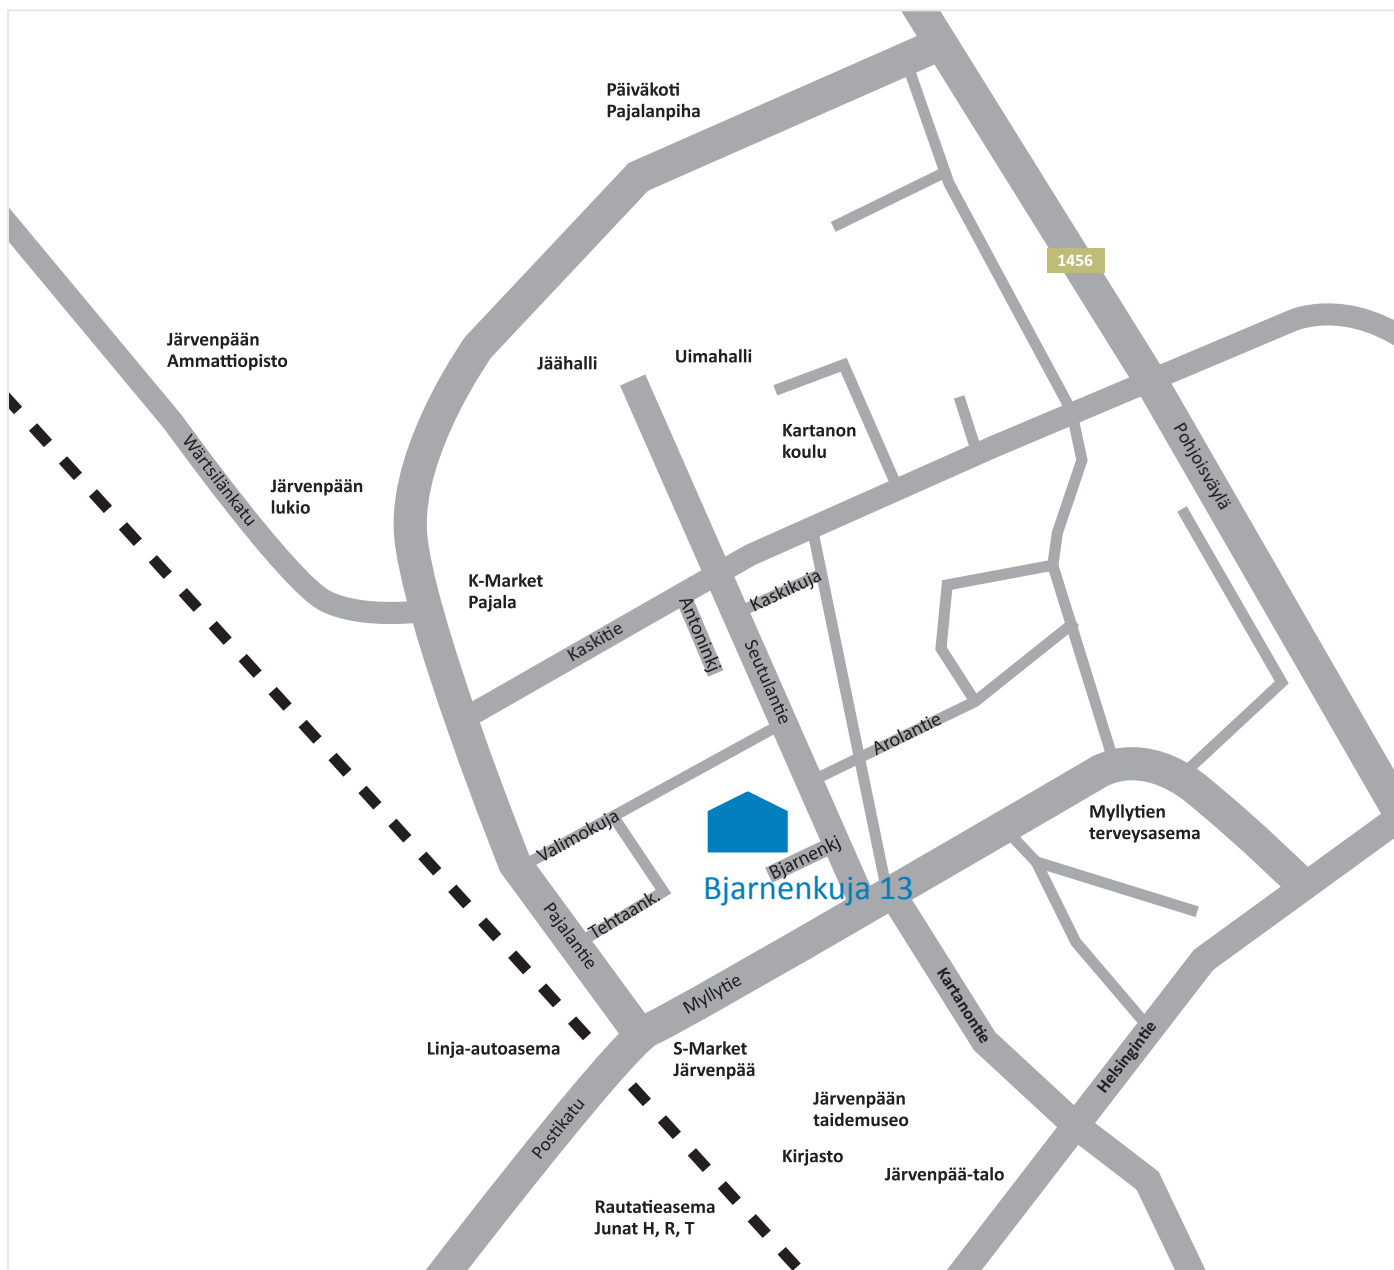 Päiväkoti
Pajalanpiha
1456
Järvenpään
Ammattiopisto
Jäähalli
Uimahalli
Kartanon
koulu
Pohjoisväylä
Wärtsilänkatu
Järvenpään
lukio
K-Market
Pajala
Kaskikuja
Antoninkj
Kaskitie
Seutulantie
Arolantie
Valimokuja
Myllytien
terveysasema
Bjarnenkj
Bjarnenkuja 13
Tehtaank.
Pajalantie
Myllytie
Kartanontie
Linja-autoasema
S-Market
Järvenpää
Helsingintie
Järvenpään
taidemuseo
Postikatu
Kirjasto
Järvenpää-talo
Rautatieasema
Junat H, R, T